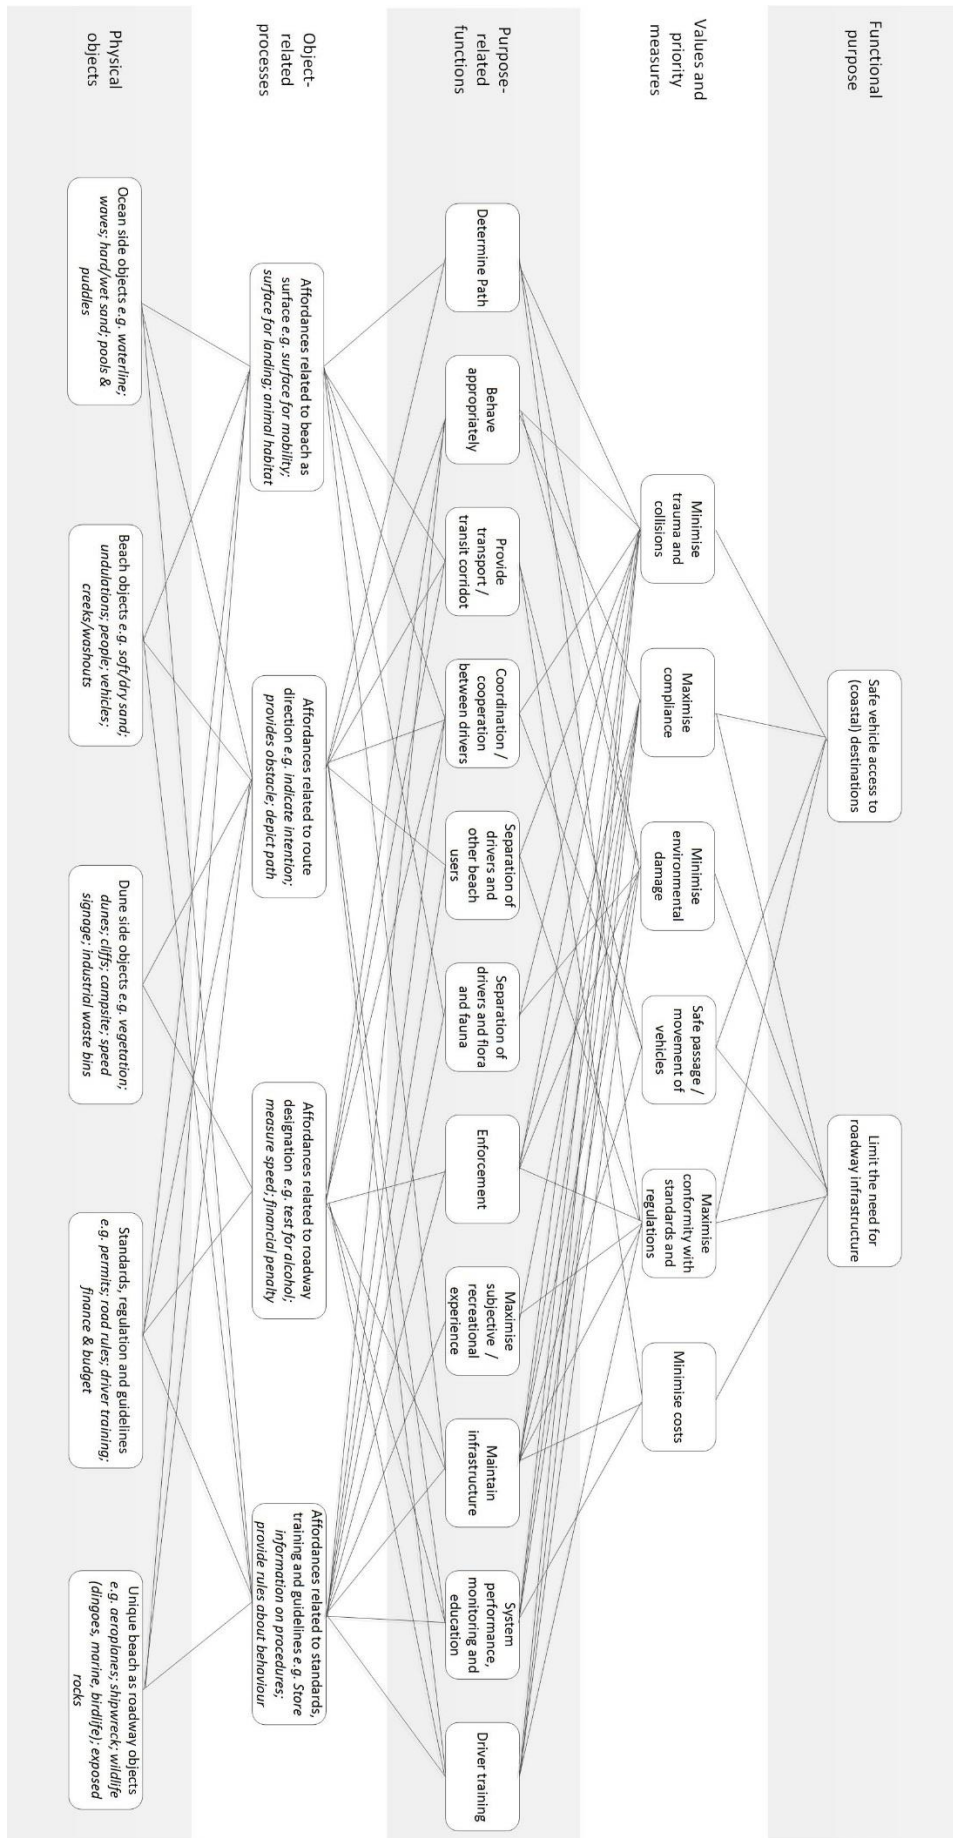 Functional
purpose
Safe vehicle access to
(coastal) destinations
Limit the need for
roadway infrastructure
Values and
priority
measures
Minimise
trauma and
collisions
Maximise
compliance
Minimise
environmental
damage
Safe passage /
movement of
vehicles
Maximise
conformity with
standards and
regulations
Minimise costs
Purpose-
related
functions
Determine Path
Behave
appropriately
Provide
transport /
transit corridot
Coordination /
cooperation
between drivers
Separation of
drivers and
other beach
users
Separation of
drivers and flora
and fauna
Enforcement
Maximise
subjective /
recreational
experience
Maintain
infrastructure
System
performance,
monitoring and
education
Driver training
Object-
related
processes
Affordances related to beach as
surface e.g. surface for mobility;
surface for landing; animal habitat
Affordances related to route
direction e.g. indicate intention;
provides obstacle; depict path
Affordances related to roadway
designation e.g. test for alcohol;
measure speed; financial penalty
Affordances related to standards,
training and guidelines e.g. Store
information on procedures;
provide rules about behaviour
Physical
objects
Ocean side objects e.g. waterline;
waves; hard/wet sand; pools &
puddles
Beach objects e.g. soft/dry sand;
undulations; people; vehicles;
creeks/washouts
Dune side objects e.g. vegetation;
dunes; cliffs; campsite; speed
signage; industrial waste bins
Standards, regulation and guidelines
e.g. permits; road rules; driver training;
finance & budget
Unique beach as roadway objects
e.g. aeroplanes; shipwreck; wildlife
(dingoes, marine, birdlife); exposed
rocks